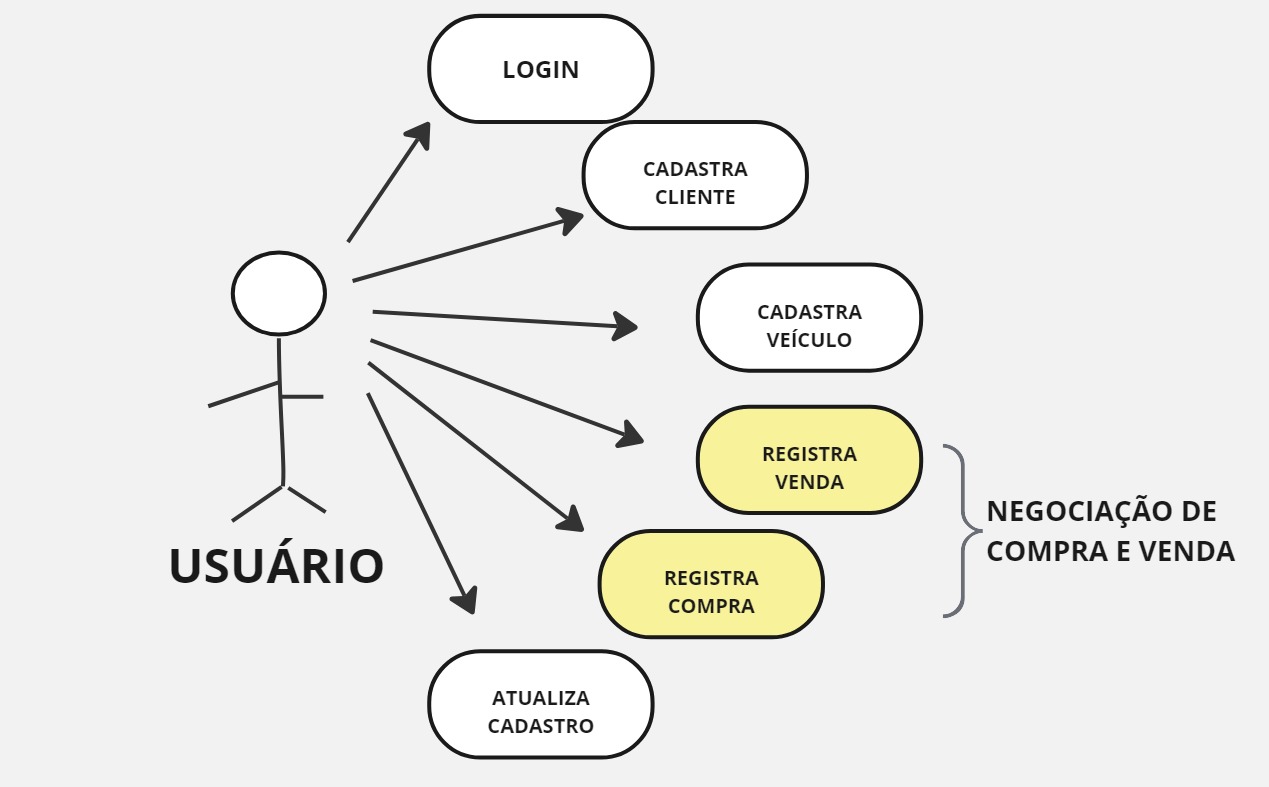 LOGIN
CADASTRA
CLIENTE
CADASTRA
VEÍCULO
REGISTRA
VENDA
NEGOCIAÇÃO DE
COMPRA E VENDA
USUÁRIO
REGISTRA
COMPRA
ATUALIZA
CADASTRO